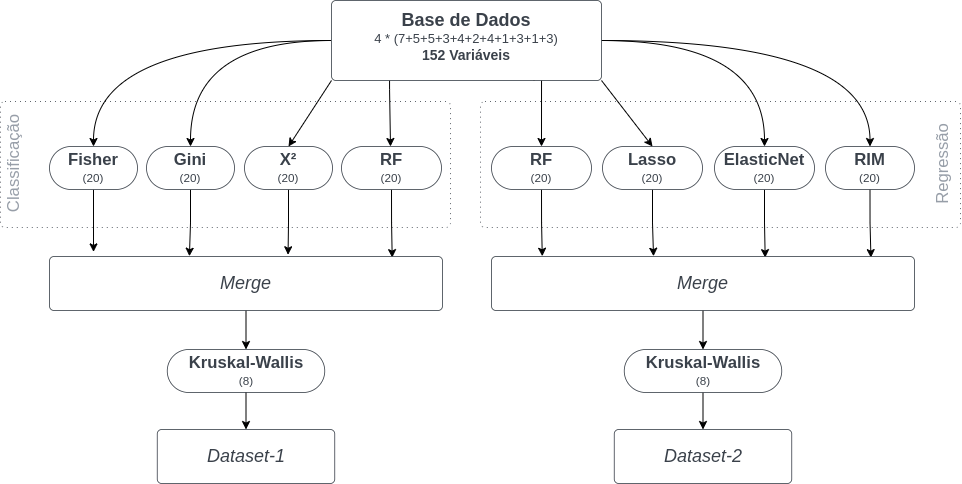 Base de Dados
4 * (7+5+5+3+4+2+4+1+3+1+3)
152 Variáveis
Classificação
Fisher
(20)
Gini
(20)
X²
(20)
RF
(20)
RF
(20)
Lasso
(20)
ElasticNet
(20)
RIM
(20)
Regressão
Merge
Merge
Kruskal-Wallis
(8)
Kruskal-Wallis
(8)
Dataset-1
Dataset-2